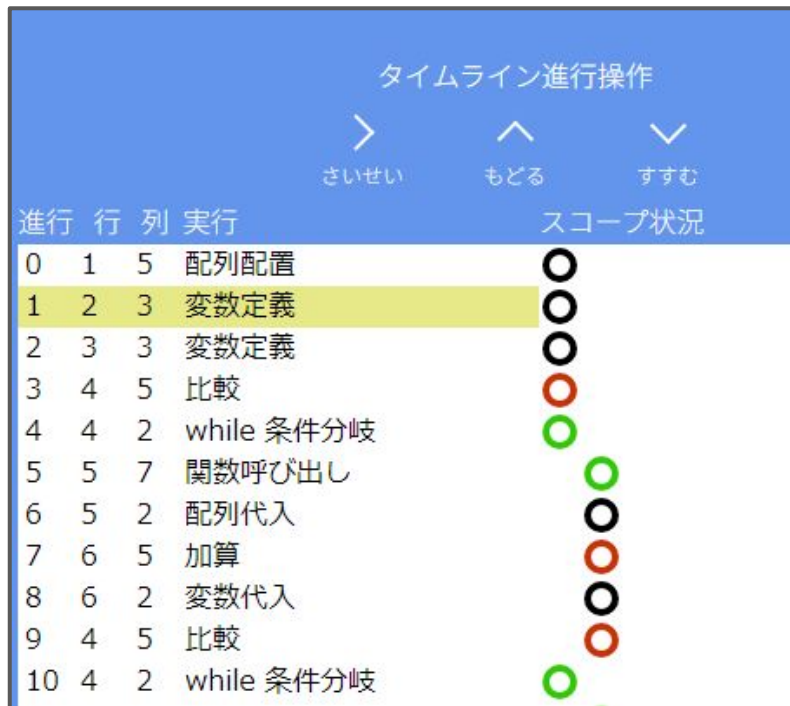 タイムライン進行操作
さいせい もどる すすむ
進行 行 列 実行 スコープ状況
0 1 5 配列配置
1 2 3 変数定義
2 3 3 変数定義
3 4 5 比較
4 4 2 while 条件分岐
5 5 7 関数呼び出し
6 5 2 配列代入
7 6 5 加算
8 6 2 変数代入
9 4 5 比較
10 4 2 while 条件分岐